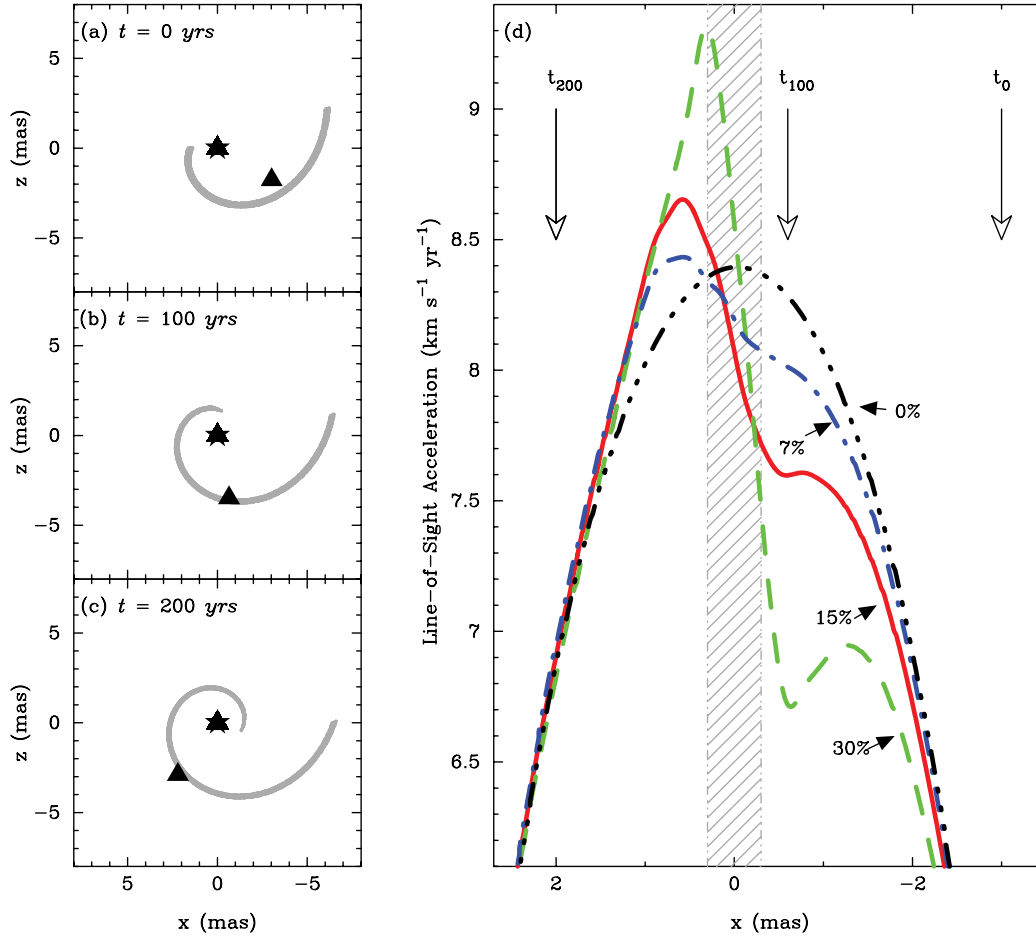 (a) t = 0 yrs
5
0
−5
z (mas)
(b) t = 100 yrs
5
0
−5
z (mas)
(c) t = 200 yrs
5
0
−5
z (mas)
5 0 −5
x (mas)
(d)
t200
t100
t0
9
8.5
8
7.5
7
6.5
Line−of−Sight Acceleration (km s−1 yr−1)
0%
7%
15%
30%
2 0 −2
x (mas)